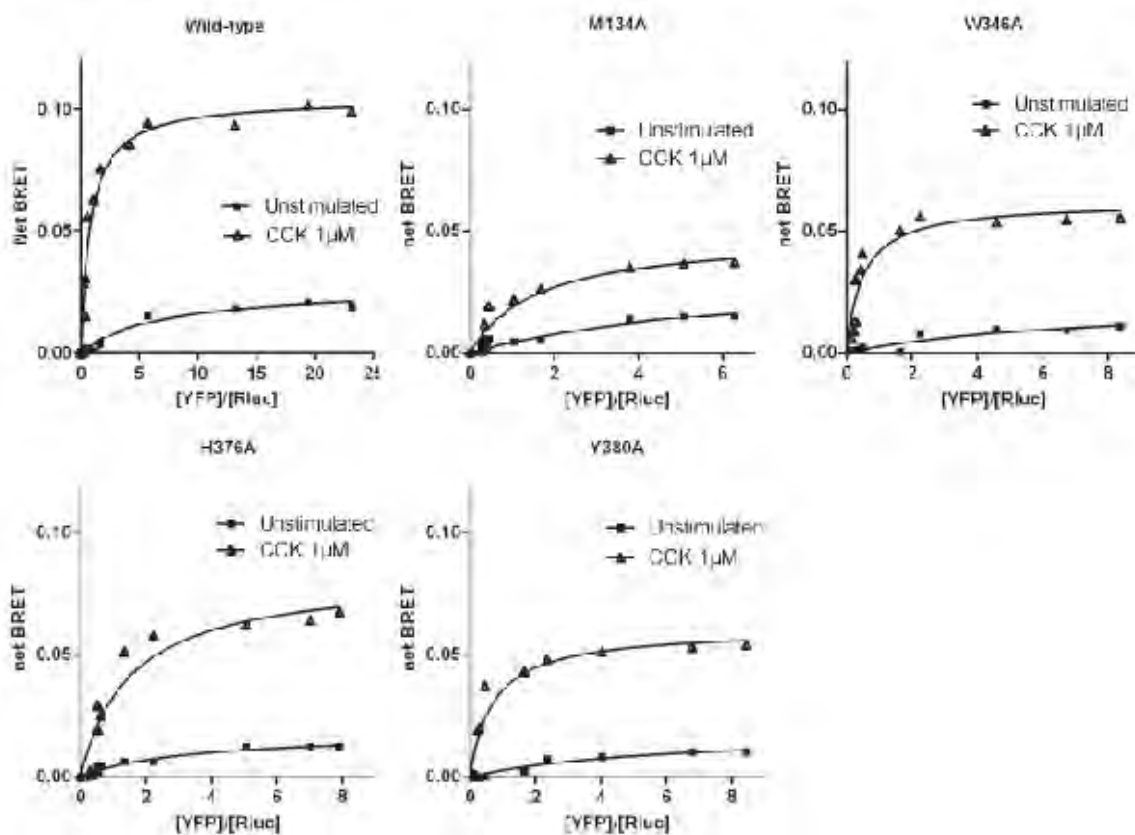 Wild-type
Net BRET
0.10
0.05
0.00
Unstimulated
CCK 1µM
0 5 10 15 20 25
[YFP]/[Rluc]
M134A
net BRET
0.10
0.05
0.00
Unstimulated
CCK 1µM
0 2 4 6
[YFP]/[Rluc]
W346A
net BRET
0.10
0.05
0.00
Unstimulated
CCK 1µM
0 2 4 6 8
[YFP]/[Rluc]
H376A
net BRET
0.10
0.05
0.00
Unstimulated
CCK 1µM
0 2 4 6 8
[YFP]/[Rluc]
Y380A
net BRET
0.10
0.05
0.00
Unstimulated
CCK 1µM
0 2 4 6 8
[YFP]/[Rluc]